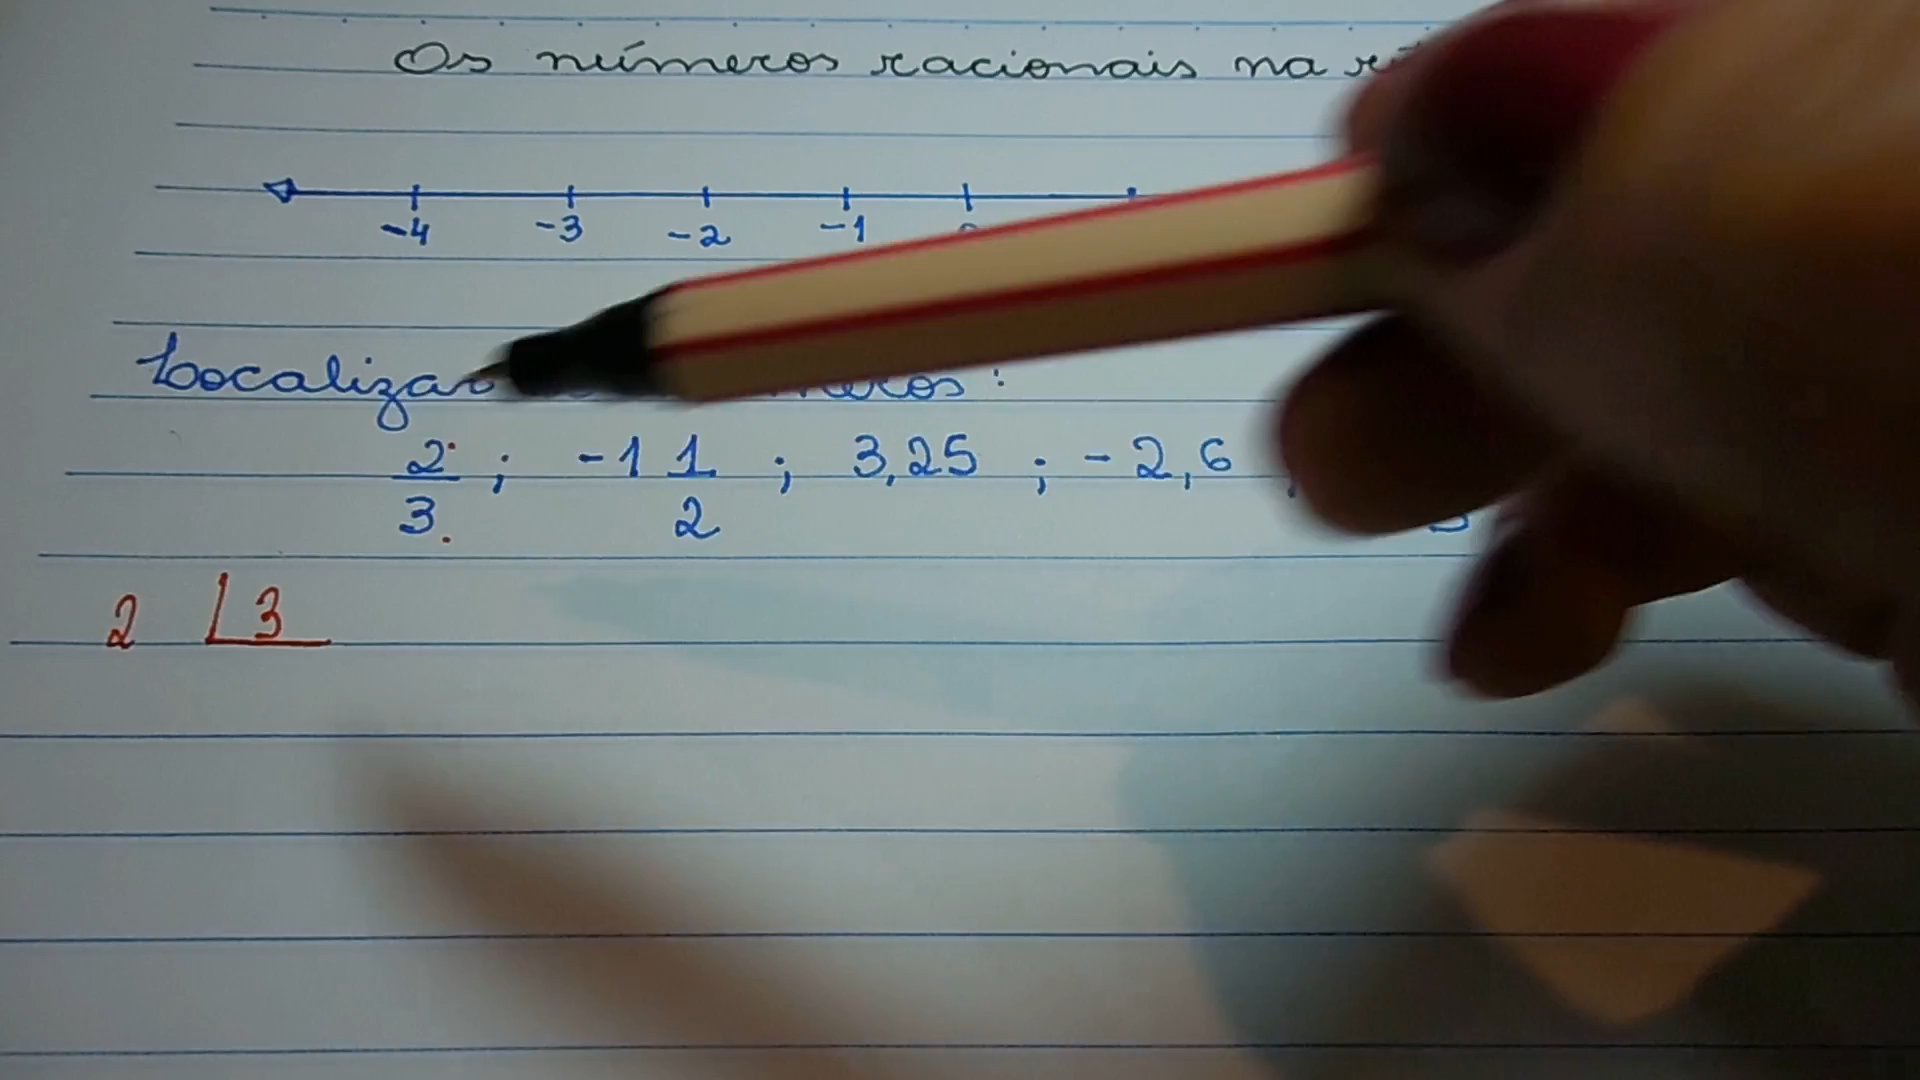 Os números racionais na
-4 -3 -2 -1
Localizar :
2/3 ; -1 1/2 ; 3,25 ; -2,6
2 3